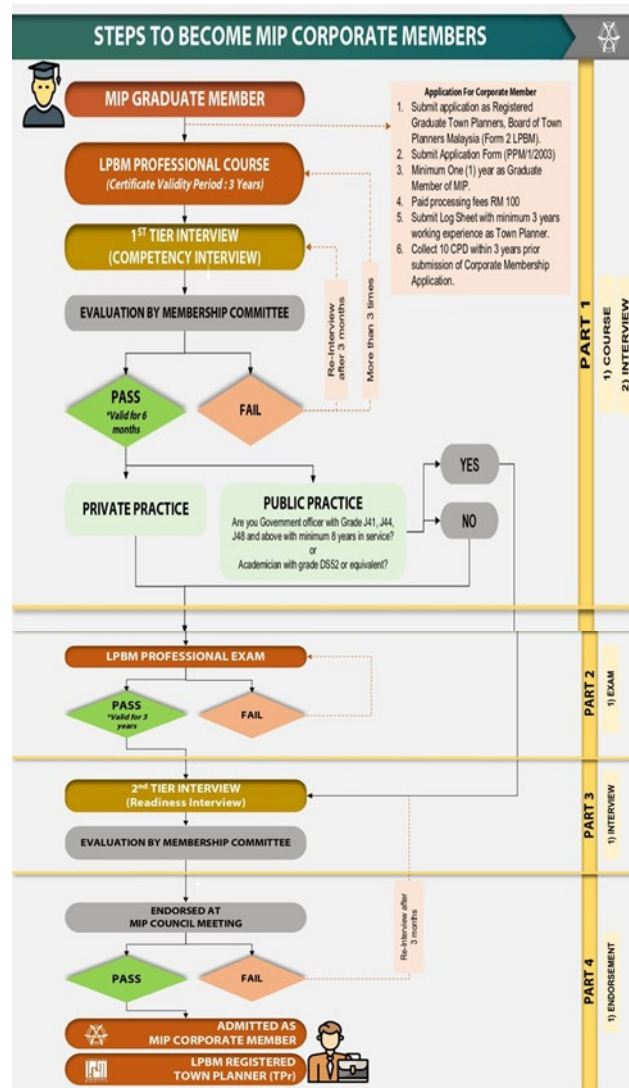 STEPS TO BECOME MIP CORPORATE MEMBERS
MIP GRADUATE MEMBER
Application For Corporate Member
1. Submit application as Registered
Graduate Town Planners, Board of Town
Planners Malaysia (Form 2 LPBM).
2. Submit Application Form (PPM/1/2003)
3. Minimum One (1) year as Graduate
Member of MIP.
4. Paid processing fees RM 100
5. Submit Log Sheet with minimum 3 years
working experience as Town Planner.
6. Collect 10 CPD within 3 years prior
submission of Corporate Membership
Application.
LPBM PROFESSIONAL COURSE
(Certificate Validity Period : 3 Years)
1ST TIER INTERVIEW
(COMPETENCY INTERVIEW)
EVALUATION BY MEMBERSHIP COMMITTEE
Re-Interview
after 3 months
More than 3 times
PASS
*Valid for 6
months
FAIL
PRIVATE PRACTICE
PUBLIC PRACTICE
Are you Government officer with Grade J41, J44,
J48 and above with minimum 8 years in service?
or
Academician with grade DS52 or equivalent?
YES
NO
PART 1
1) COURSE
2) INTERVIEW
LPBM PROFESSIONAL EXAM
PASS
*Valid for 3
years
FAIL
PART 2
1) EXAM
2nd TIER INTERVIEW
(Readiness Interview)
EVALUATION BY MEMBERSHIP COMMITTEE
PART 3
1) INTERVIEW
ENDORSED AT
MIP COUNCIL MEETING
Re-Interview after
3 months
PASS
FAIL
PART 4
1) ENDORSEMENT
ADMITTED AS
MIP CORPORATE MEMBER
LPBM REGISTERED
TOWN PLANNER (TPr)